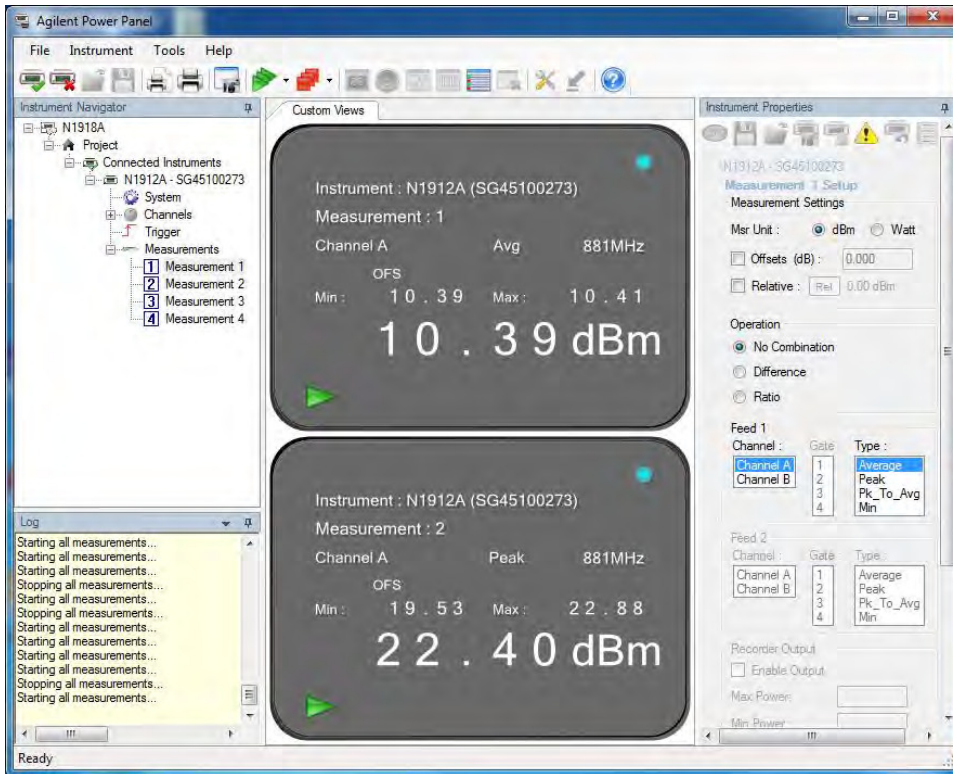 Agilent Power Panel
File Instrument Tools Help
Instrument Navigator
N1918A
Project
Connected Instruments
N1912A - SG45100273
System
Channels
Trigger
Measurements
1 Measurement 1
2 Measurement 2
3 Measurement 3
4 Measurement 4
Log
Starting all measurements...
Starting all measurements...
Starting all measurements...
Stopping all measurements...
Starting all measurements...
Stopping all measurements...
Starting all measurements...
Starting all measurements...
Starting all measurements...
Starting all measurements...
Stopping all measurements...
Starting all measurements...
Custom Views
Instrument : N1912A (SG45100273)
Measurement : 1
Channel A Avg 881MHz
OFS
Min : 10.39 Max : 10.41
10.39 dBm
Instrument : N1912A (SG45100273)
Measurement : 2
Channel A Peak 881MHz
OFS
Min : 19.53 Max : 22.88
22.40 dBm
Instrument Properties
N1912A - SG45100273
Measurement 1 Setup
Measurement Settings
Msr Unit : dBm Watt
Offsets (dB) : 0.000
Relative : Rel 0.00 dBm
Operation
No Combination
Difference
Ratio
Feed 1
Channel : Gate Type :
Channel A 1 Average
Channel B 2 Peak
3 Pk_To_Avg
4 Min
Feed 2
Channel : Gate Type :
Channel A 1 Average
Channel B 2 Peak
3 Pk_To_Avg
4 Min
Recorder Output
Enable Output
Max Power:
Min Power
Ready